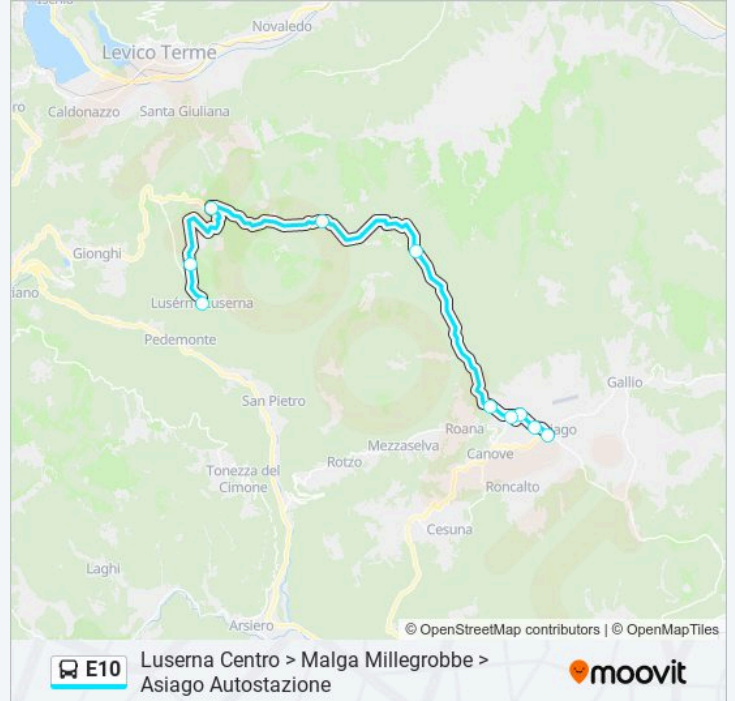 Novaledo
Levico Terme
Caldonazzo
Santa Giuliana
Gionghi
Luserna
Pedemonte
Gallio
San Pietro
Roana
Mezzaselva
Canove
Rotzo
Tonezza del
Cimone
Roncalto
Cesuna
Laghi
Arsiero
© OpenStreetMap contributors | © OpenMapTiles
E10
Luserna Centro > Malga Millegrobbe >
Asiago Autostazione
moovit